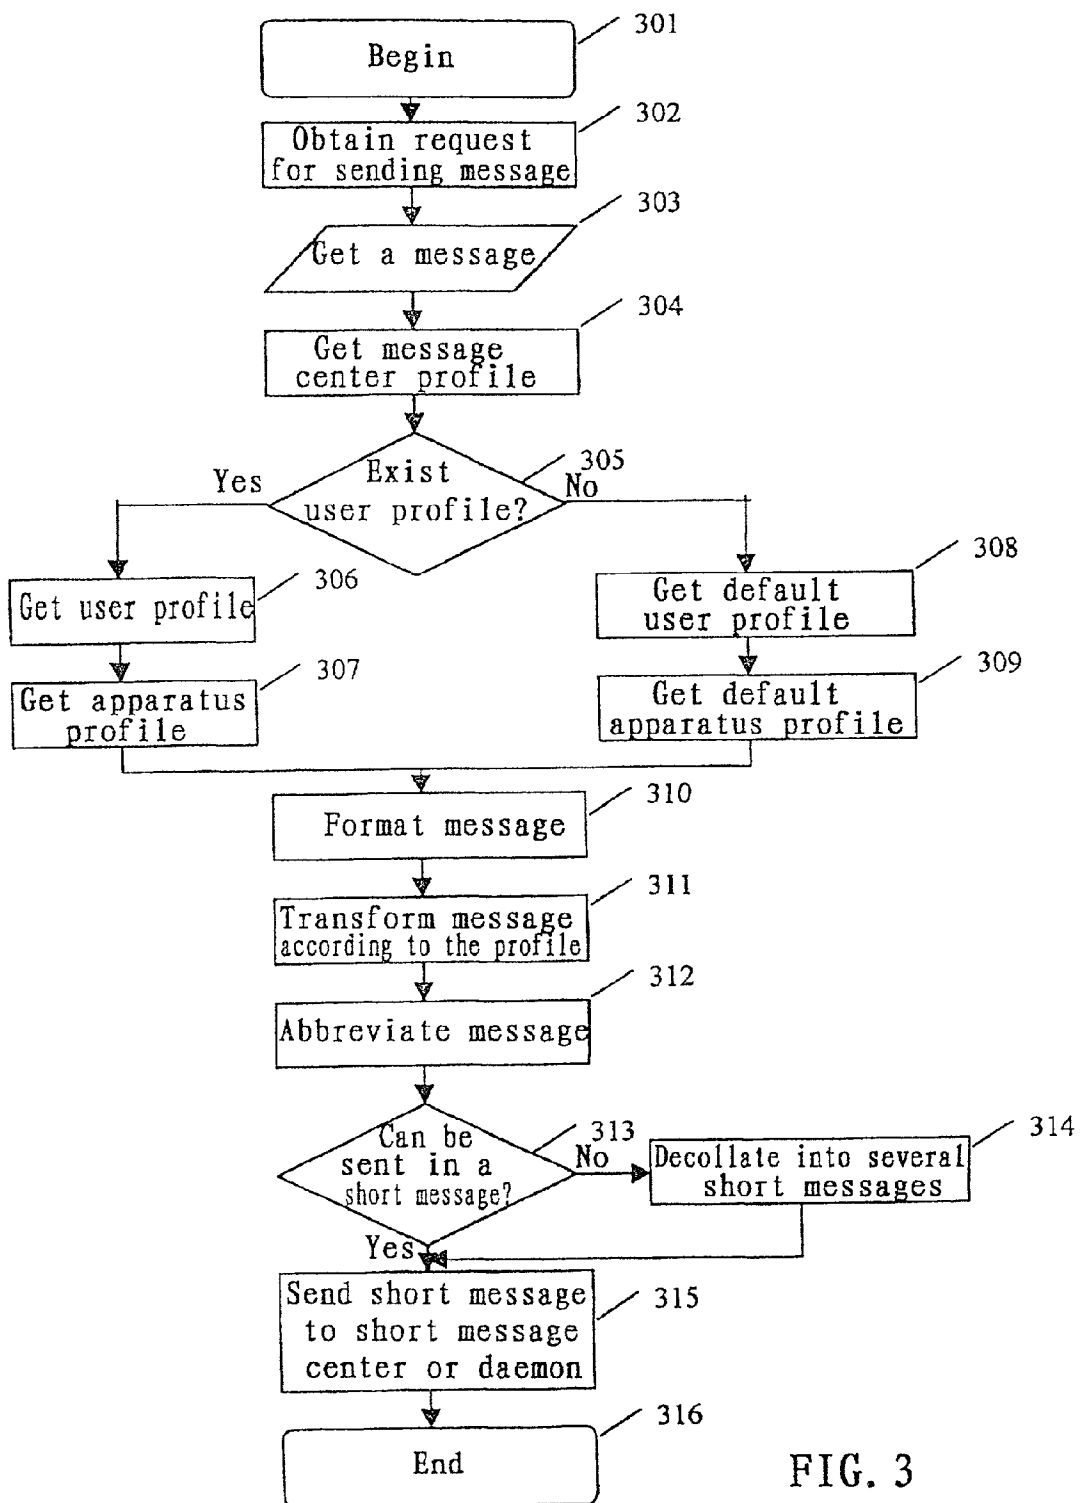 301
Begin
302
Obtain request
for sending message
303
Get a message
304
Get message
center profile
305
Exist
user profile?
Yes
No
306
Get user profile
308
Get default
user profile
307
Get apparatus
profile
309
Get default
apparatus profile
310
Format message
311
Transform message
according to the profile
312
Abbreviate message
313
Can be
sent in a
short message?
No
314
Decollate into several
short messages
Yes
315
Send short message
to short message
center or daemon
316
End
FIG. 3